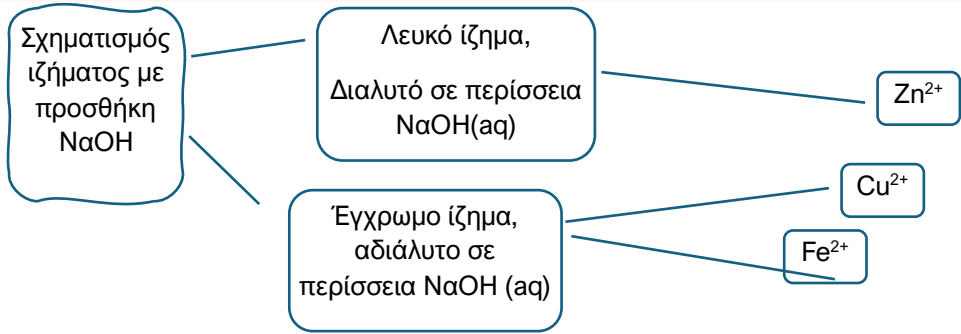 Σχηματισμός
ιζήματος με
προσθήκη
ΝαΟΗ
Λευκό ίζημα,
Διαλυτό σε περίσσεια
ΝαΟΗ(aq)
Zn²⁺
Έγχρωμο ίζημα,
αδιάλυτο σε
περίσσεια ΝαΟΗ (aq)
Cu²⁺
Fe²⁺